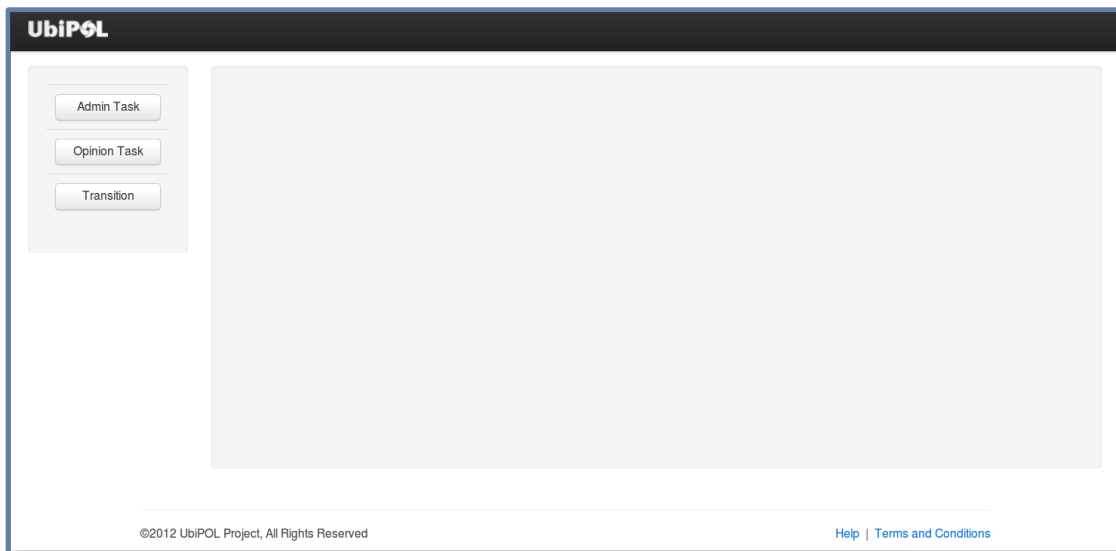 UbiPOL
Admin Task
Opinion Task
Transition
©2012 UbiPOL Project, All Rights Reserved
Help | Terms and Conditions